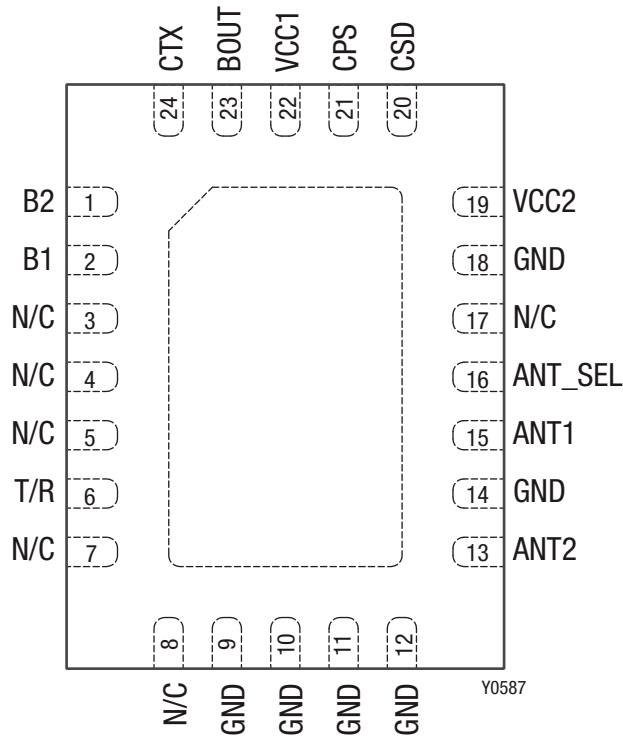 CTX BOUT VCC1 CPS CSD
24 23 22 21 20
B2 1 19 VCC2
B1 2 18 GND
N/C 3 17 N/C
N/C 4 16 ANT_SEL
N/C 5 15 ANT1
T/R 6 14 GND
N/C 7 13 ANT2
8 9 10 11 12
N/C GND GND GND GND
Y0587